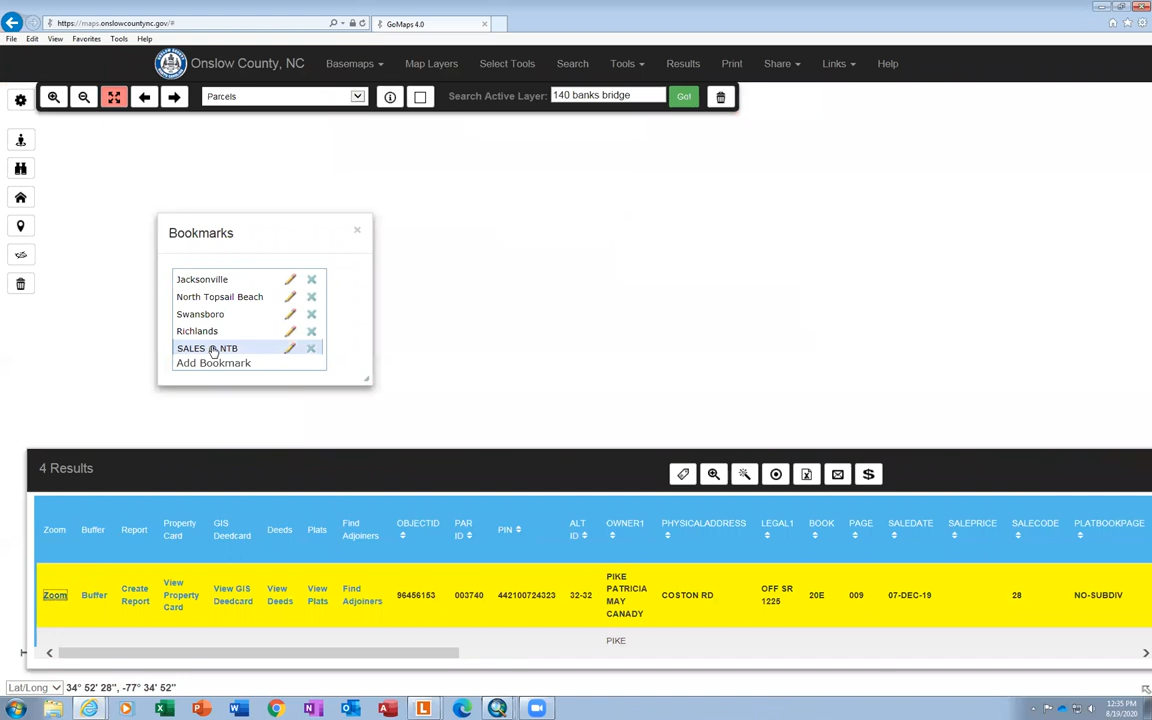 https://maps.onslowcountync.gov/#
GoMaps 4.0
File Edit View Favorites Tools Help
Onslow County, NC
Basemaps Map Layers Select Tools Search Tools Results Print Share Links Help
Parcels
Search Active Layer:
140 banks bridge
Go!
Bookmarks
Jacksonville
North Topsail Beach
Swansboro
Richlands
SALES NTB
Add Bookmark
4 Results
Zoom Buffer Report Property Card GIS Deedcard Deeds Plats Find Adjoiners OBJECTID PAR ID PIN ALT ID OWNER1 PHYSICALADDRESS LEGAL1 BOOK PAGE SALEDATE SALEPRICE SALECODE PLATBOOKPAGE
Zoom Buffer Create Report View Property Card View GIS Deedcard View Deeds View Plats Find Adjoiners 96456153 003740 442100724323 32-32 PIKE PATRICIA MAY CANADY COSTON RD OFF SR 1225 20E 009 07-DEC-19 28 NO-SUBDIV
PIKE
Lat/Long 34° 52' 28", -77° 34' 52"
12:35 PM
8/19/2020